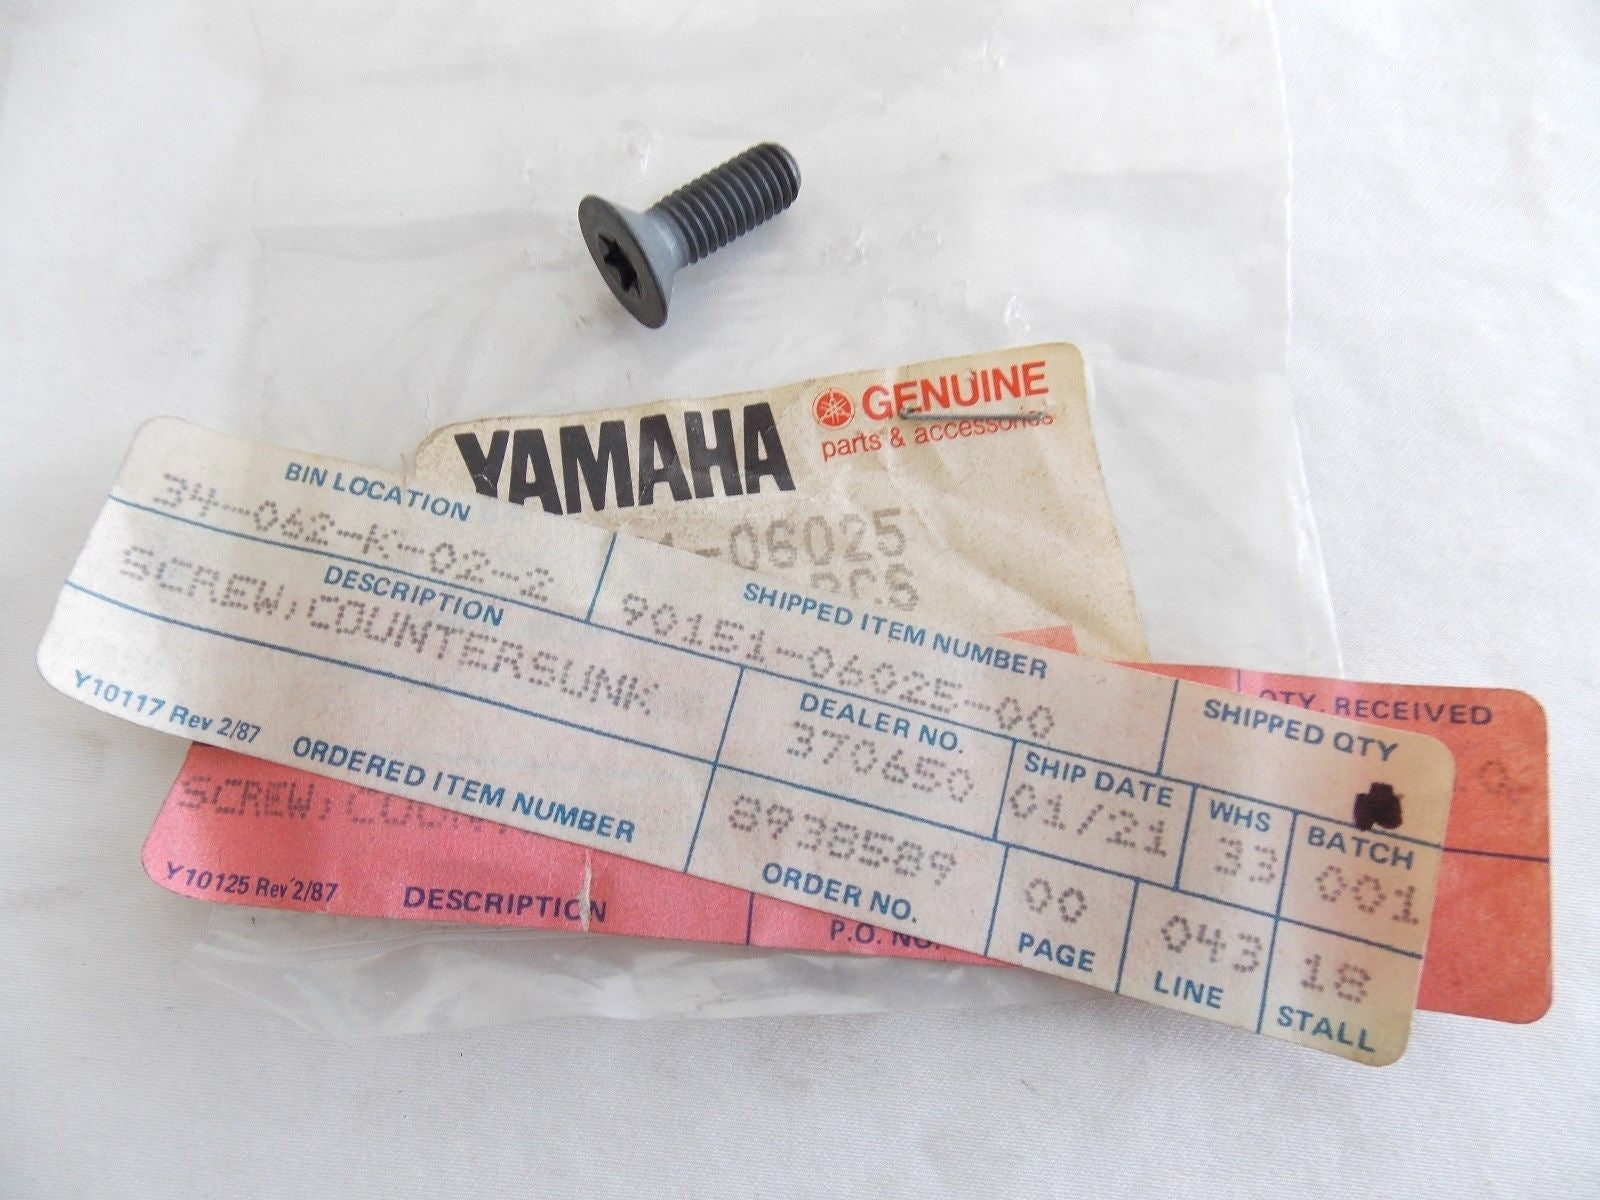 YAMAHA
GENUINE
parts & accessories
1-06025
PCS
BIN LOCATION
34-062-K-02-2
SHIPPED ITEM NUMBER
90151-06025-00
SHIPPED QTY
DESCRIPTION
SCREW,COUNTERSUNK
DEALER NO.
370650
SHIP DATE
01/21
WHS
33
BATCH
001
Y10117 Rev 2/87
ORDERED ITEM NUMBER
8938589
ORDER NO.
00
PAGE
043
LINE
18
STALL
QTY. RECEIVED
SCREW, COUN
Y10125 Rev 2/87
DESCRIPTION
P.O. NO.